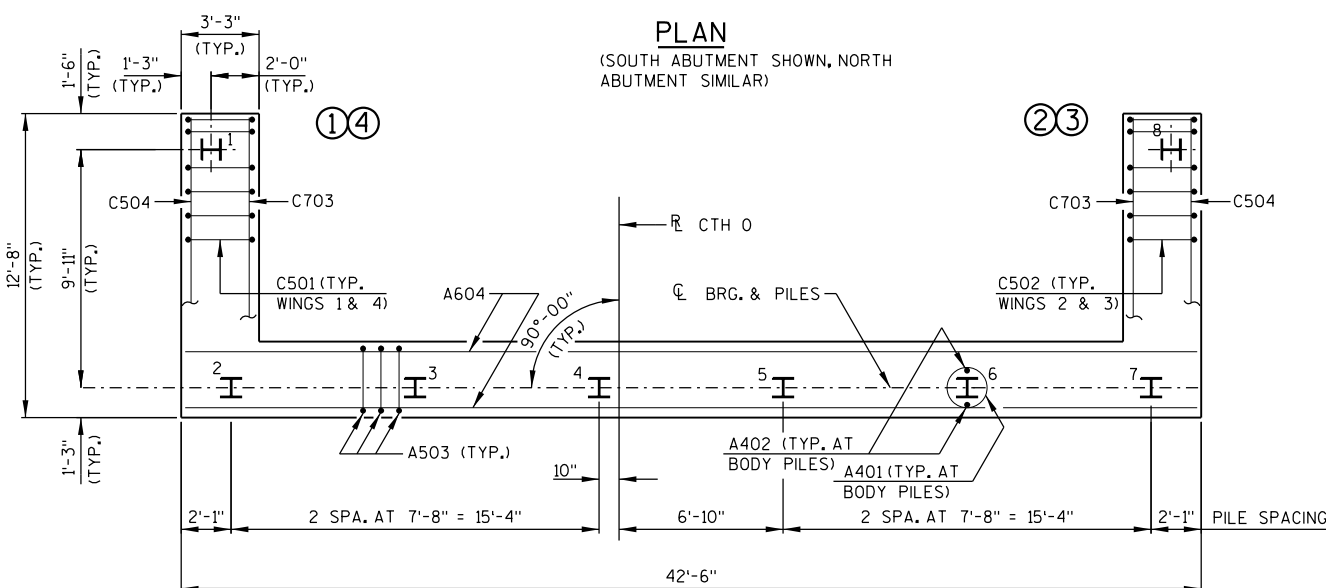 PLAN
(SOUTH ABUTMENT SHOWN, NORTH
ABUTMENT SIMILAR)
3'-3"
(TYP.)
1'-3"
(TYP.)
2'-0"
(TYP.)
1'-6"
(TYP.)
1 4
2 3
1
8
C504
C703
C703
C504
12'-8"
(TYP.)
9'-11"
(TYP.)
R L CTH O
C501 (TYP.
WINGS 1 & 4)
A604
90°-00"
(TYP.)
C L BRG. & PILES
C502 (TYP.
WINGS 2 & 3)
2
3
4
5
6
7
1'-3"
(TYP.)
A503 (TYP.)
A402 (TYP. AT
BODY PILES)
A401 (TYP. AT
BODY PILES)
10"
2'-1"
2 SPA. AT 7'-8" = 15'-4"
6'-10"
2 SPA. AT 7'-8" = 15'-4"
2'-1"
PILE SPACING
42'-6"